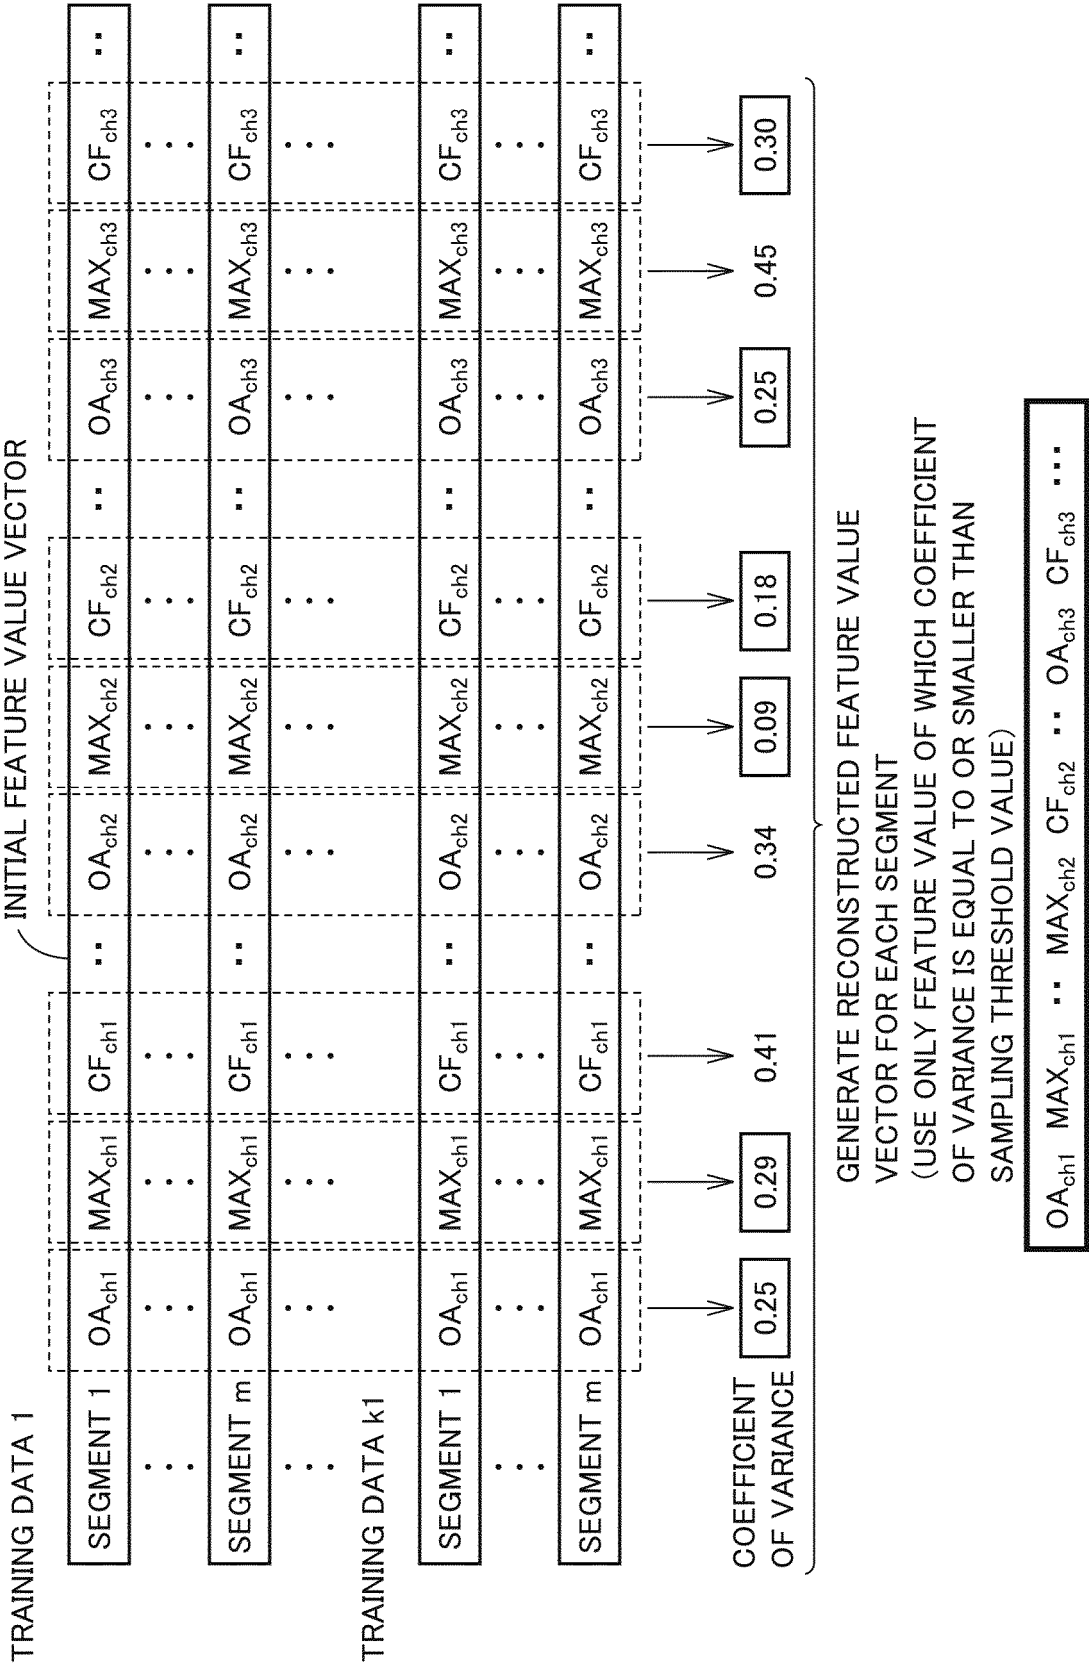 INITIAL FEATURE VALUE VECTOR
TRAINING DATA 1
SEGMENT 1 OAch1 MAXch1 CFch1 ·· OAch2 MAXch2 CFch2 ·· OAch3 MAXch3 CFch3 ··
··· ··· ··· ··· ··· ··· ··· ··· ··· ···
SEGMENT m OAch1 MAXch1 CFch1 ·· OAch2 MAXch2 CFch2 ·· OAch3 MAXch3 CFch3 ··
··· ··· ··· ··· ··· ··· ··· ··· ··· ···
TRAINING DATA k1
SEGMENT 1 OAch1 MAXch1 CFch1 ·· OAch2 MAXch2 CFch2 ·· OAch3 MAXch3 CFch3 ··
··· ··· ··· ··· ··· ··· ··· ··· ··· ···
SEGMENT m OAch1 MAXch1 CFch1 ·· OAch2 MAXch2 CFch2 ·· OAch3 MAXch3 CFch3 ··
COEFFICIENT
OF VARIANCE
0.25 0.29 0.41 0.34 0.09 0.18 0.25 0.45 0.30
GENERATE RECONSTRUCTED FEATURE VALUE
VECTOR FOR EACH SEGMENT
(USE ONLY FEATURE VALUE OF WHICH COEFFICIENT
OF VARIANCE IS EQUAL TO OR SMALLER THAN
SAMPLING THRESHOLD VALUE)
OAch1 MAXch1 ·· MAXch2 CFch2 ·· OAch3 CFch3 ···